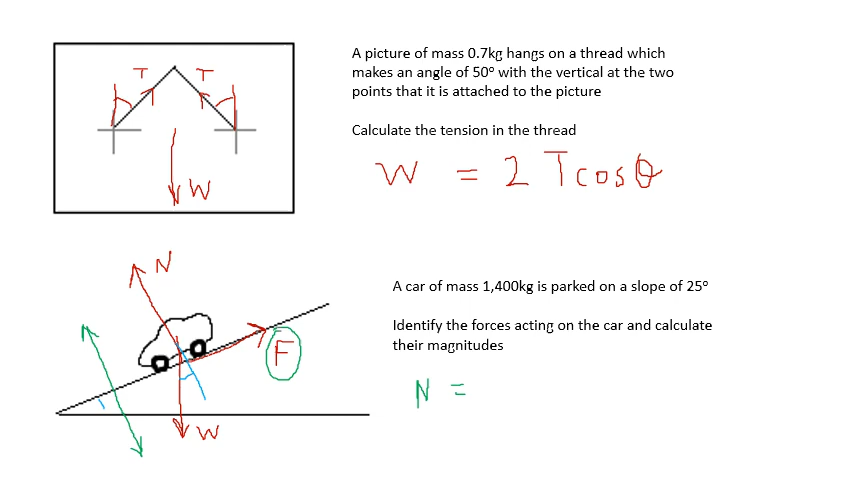 A picture of mass 0.7kg hangs on a thread which
makes an angle of 50° with the vertical at the two
points that it is attached to the picture
Calculate the tension in the thread
T T
W
W = 2 T cos θ
A car of mass 1,400kg is parked on a slope of 25°
Identify the forces acting on the car and calculate
their magnitudes
N
F
W
N =